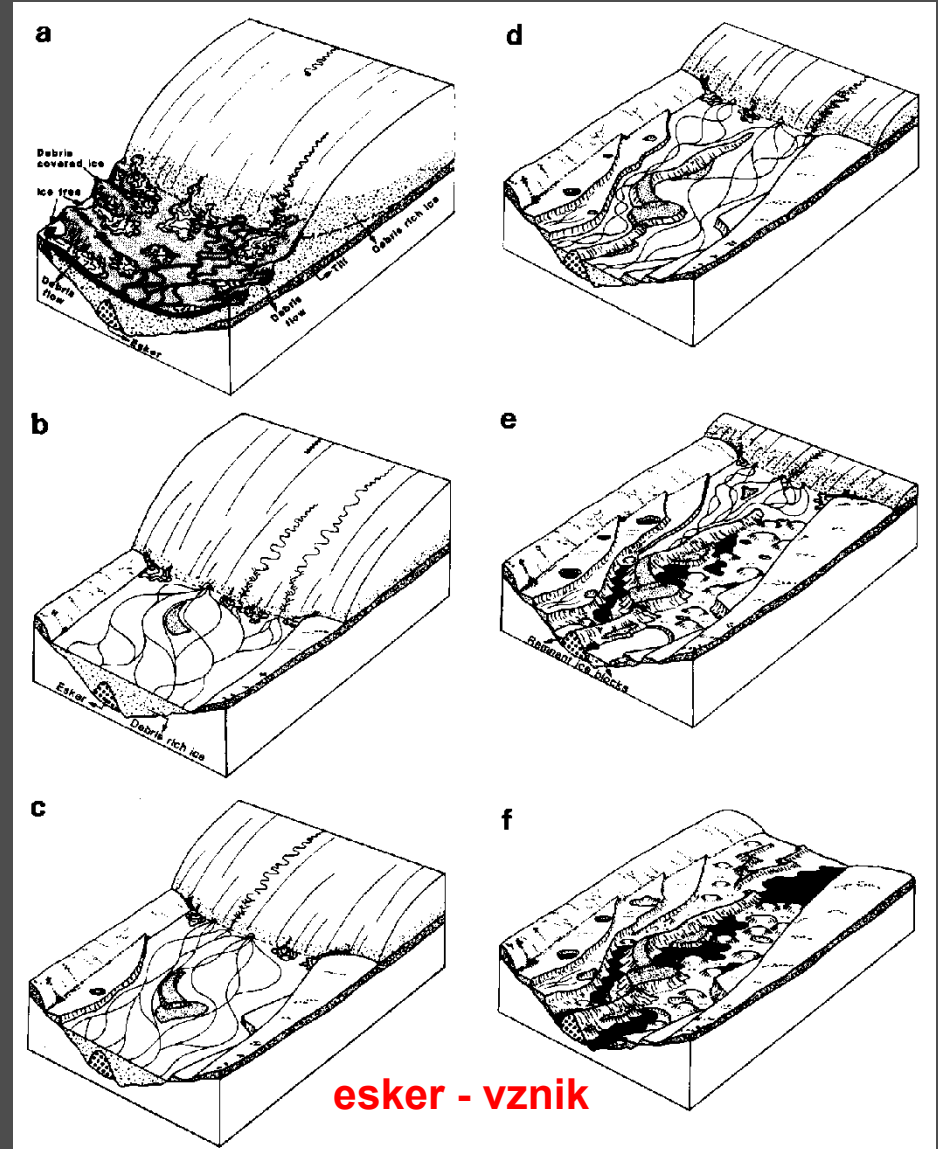 a
Debris
covered ice
Ice free
Debris
flow
Esker
Debris
flow
Till
Debris rich ice
b
Esker
Debris rich ice
c
d
e
Remnant ice blocks
f
esker - vznik